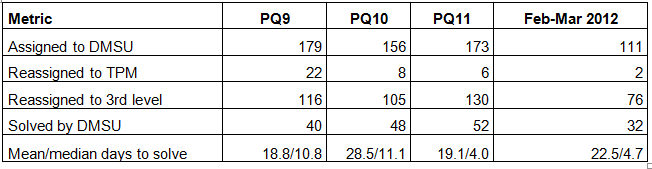 Metric PQ9 PQ10 PQ11 Feb-Mar 2012
Assigned to DMSU 179 156 173 111
Reassigned to TPM 22 8 6 2
Reassigned to 3rd level 116 105 130 76
Solved by DMSU 40 48 52 32
Mean/median days to solve 18.8/10.8 28.5/11.1 19.1/4.0 22.5/4.7